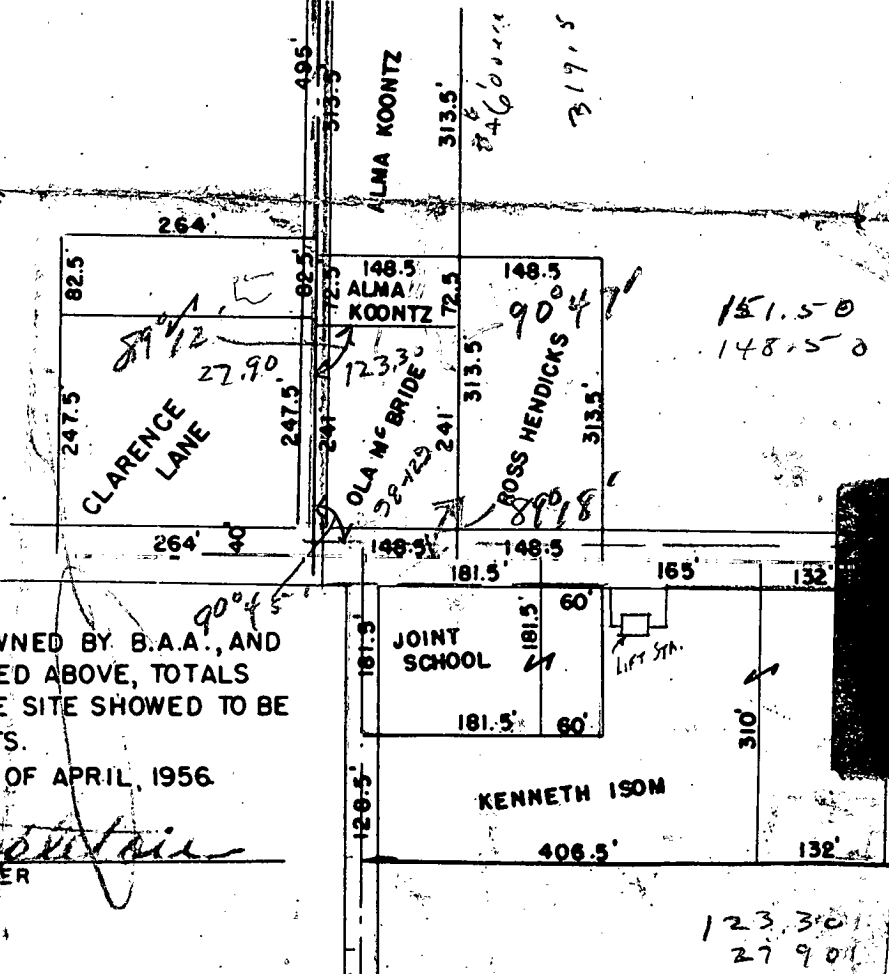 495'
313.5'
ALMA KOONTZ
313.5'
319.5
264'
82.5'
82.5'
148.5
148.5
72.5
ALMA
KOONTZ
72.5
90°47'
151.50
148.50
89°12'
27.90
123.30
247.5'
CLARENCE
LANE
247.5'
241'
OLA McBRIDE
241'
313.5'
ROSS HENDICKS
313.5'
89°18'
264'
40'
148.5'
148.5
90°45'
181.5'
165'
132'
181.5'
JOINT
SCHOOL
181.5'
60'
LIFT STA.
181.5'
60'
310'
WNED BY B.A.A., AND
ED ABOVE, TOTALS
E SITE SHOWED TO BE
TS.
OF APRIL, 1956.
ER
128.5'
KENNETH ISOM
406.5'
132'
123.30
27.90